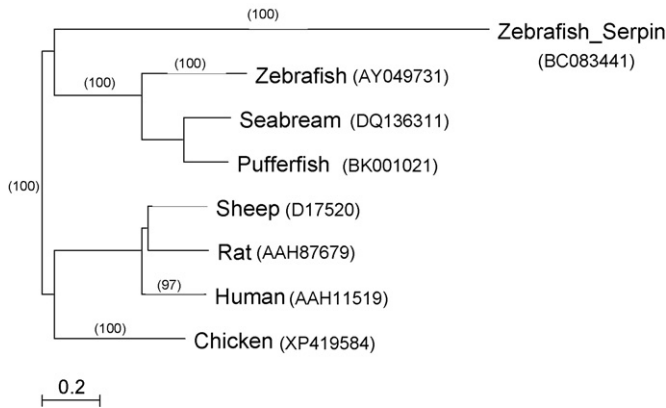 (100)
Zebrafish_Serpin
(BC083441)
(100)
(100)
Zebrafish (AY049731)
Seabream (DQ136311)
Pufferfish (BK001021)
(100)
Sheep (D17520)
Rat (AAH87679)
(97)
Human (AAH11519)
(100)
Chicken (XP419584)
0.2